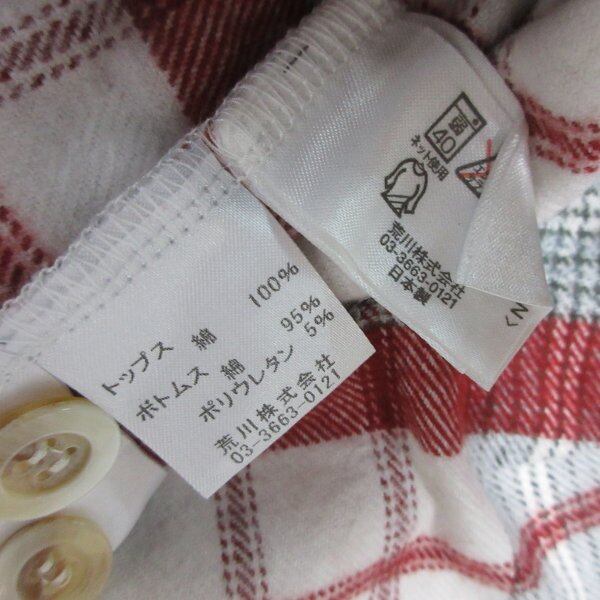 トップス 綿 100%
ボトムス 綿 95%
ポリウレタン 5%
荒川株式会社
03-3663-0121
弱
40
ネット使用
荒川株式会社
03-3663-0121
日本製